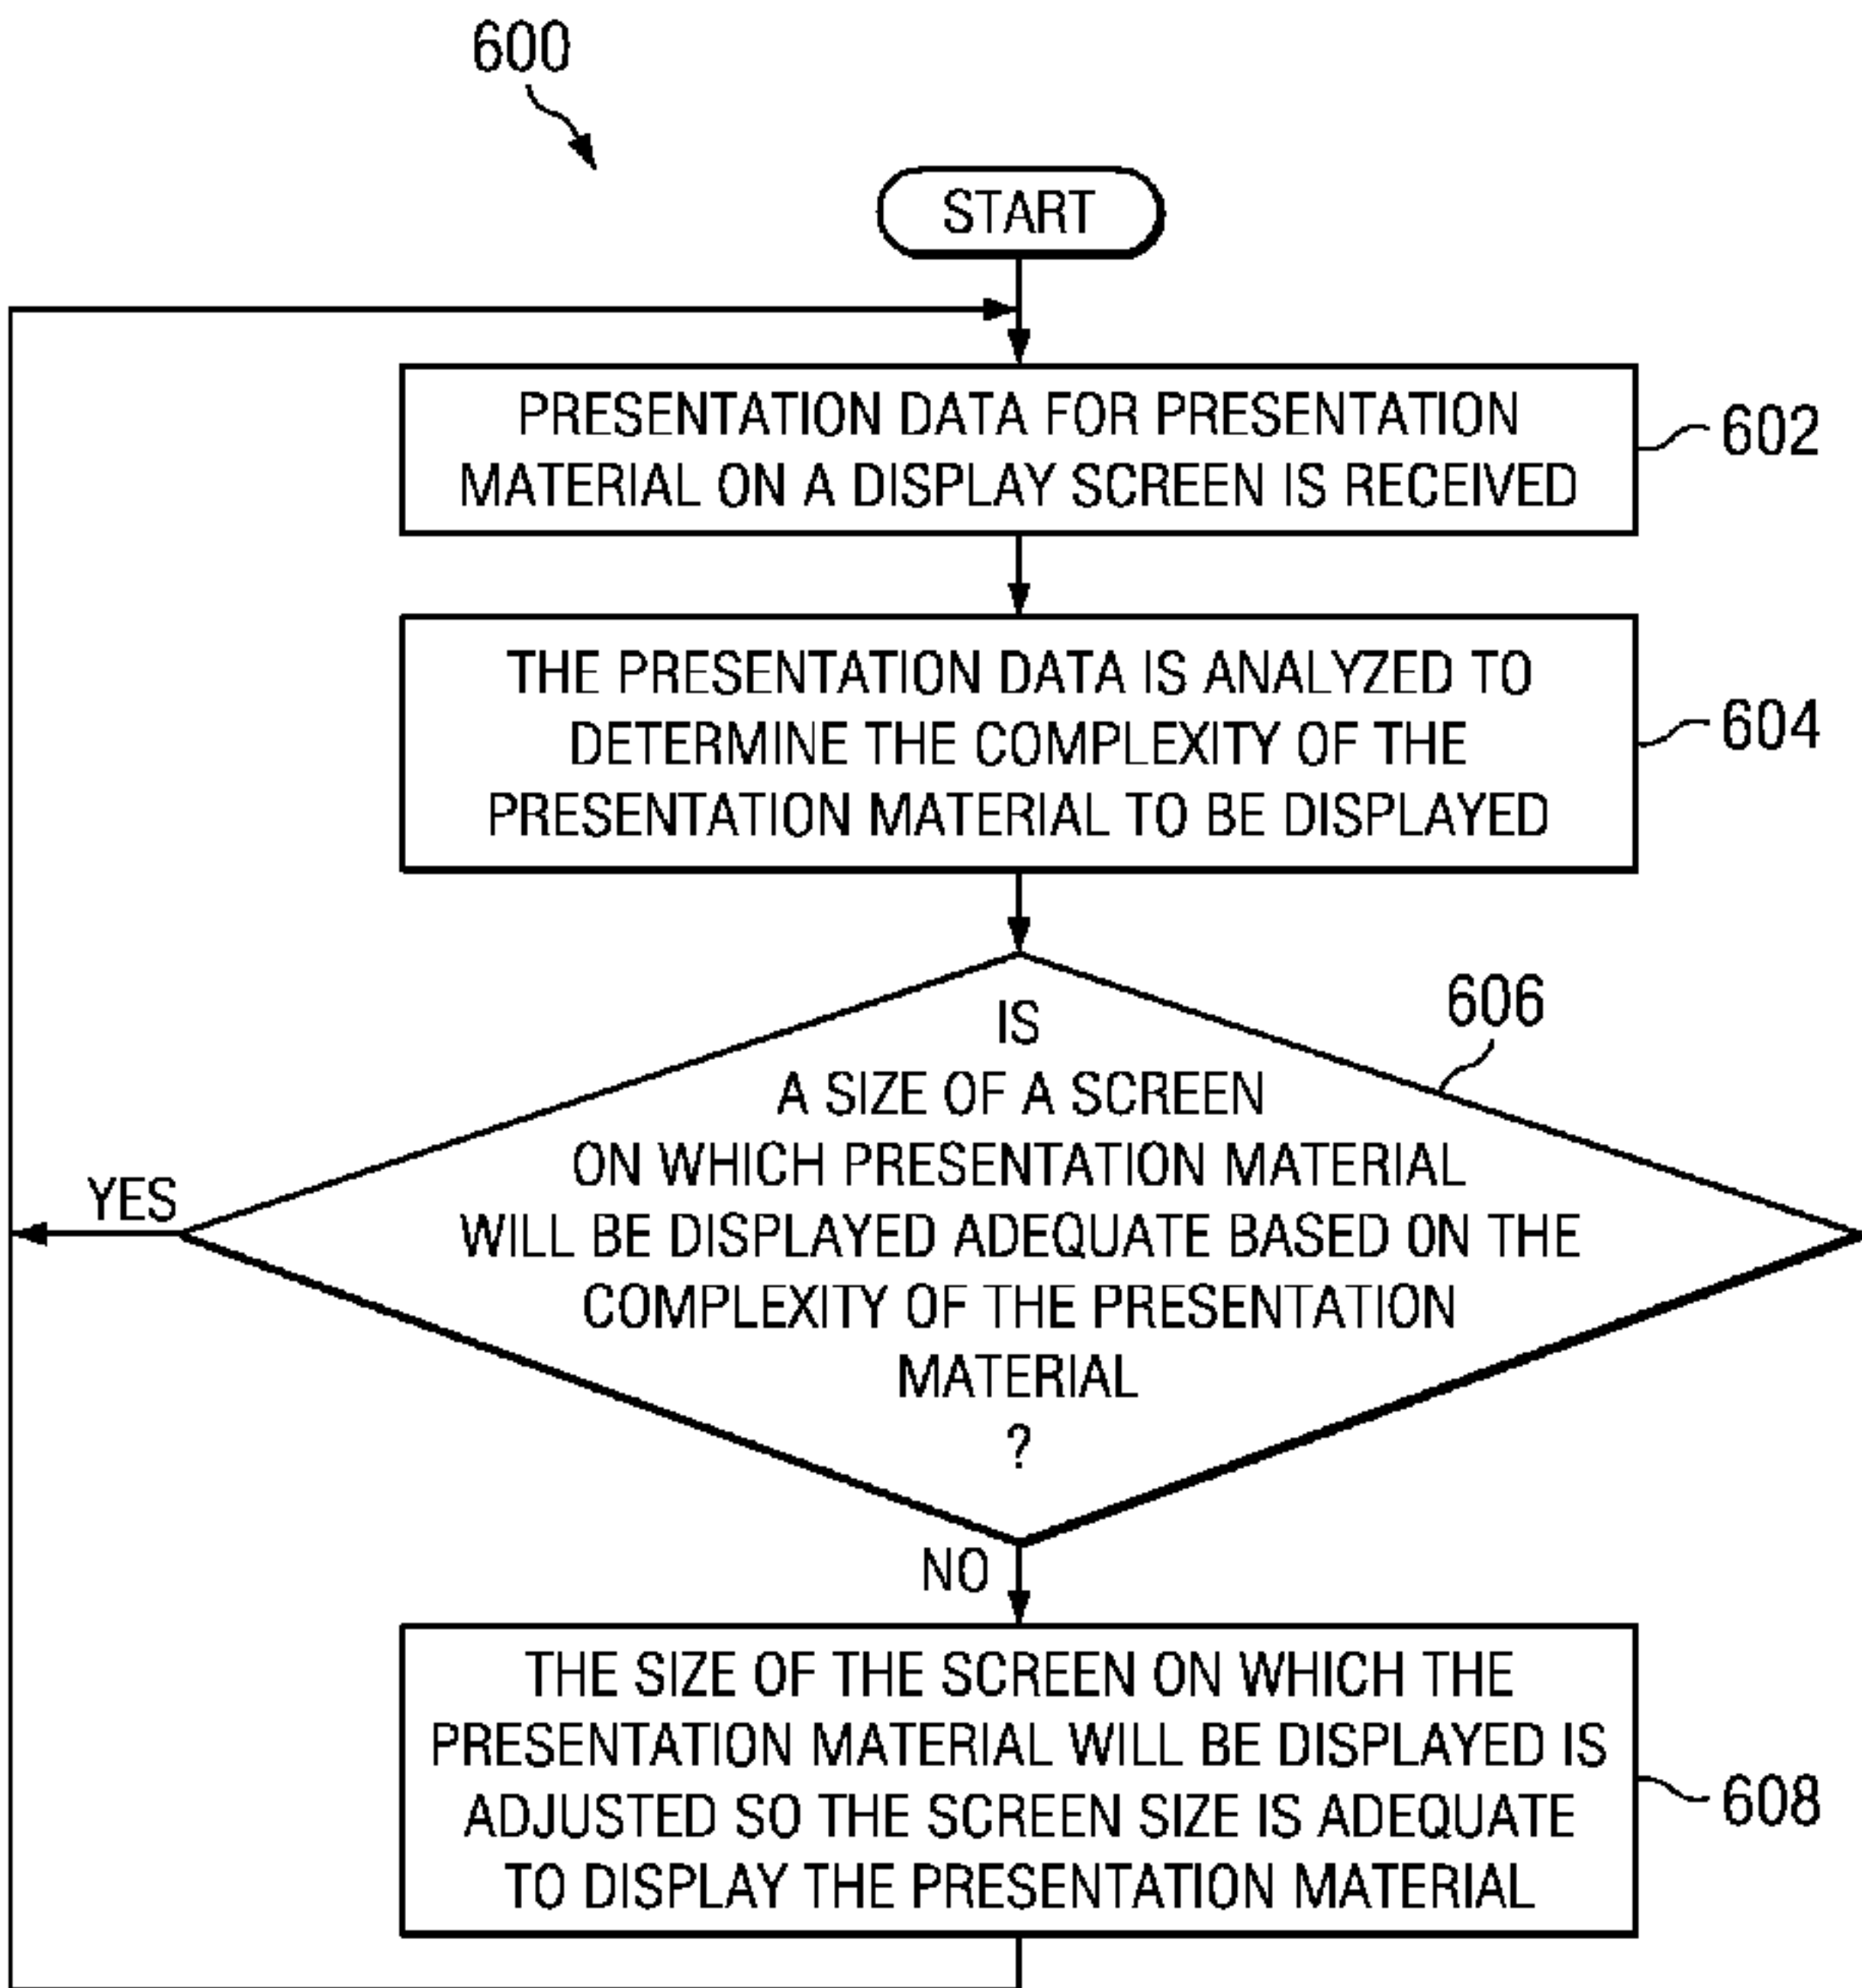 600
START
PRESENTATION DATA FOR PRESENTATION
MATERIAL ON A DISPLAY SCREEN IS RECEIVED
602
THE PRESENTATION DATA IS ANALYZED TO
DETERMINE THE COMPLEXITY OF THE
PRESENTATION MATERIAL TO BE DISPLAYED
604
606
IS
A SIZE OF A SCREEN
ON WHICH PRESENTATION MATERIAL
WILL BE DISPLAYED ADEQUATE BASED ON THE
COMPLEXITY OF THE PRESENTATION
MATERIAL
?
YES
NO
THE SIZE OF THE SCREEN ON WHICH THE
PRESENTATION MATERIAL WILL BE DISPLAYED IS
ADJUSTED SO THE SCREEN SIZE IS ADEQUATE
TO DISPLAY THE PRESENTATION MATERIAL
608